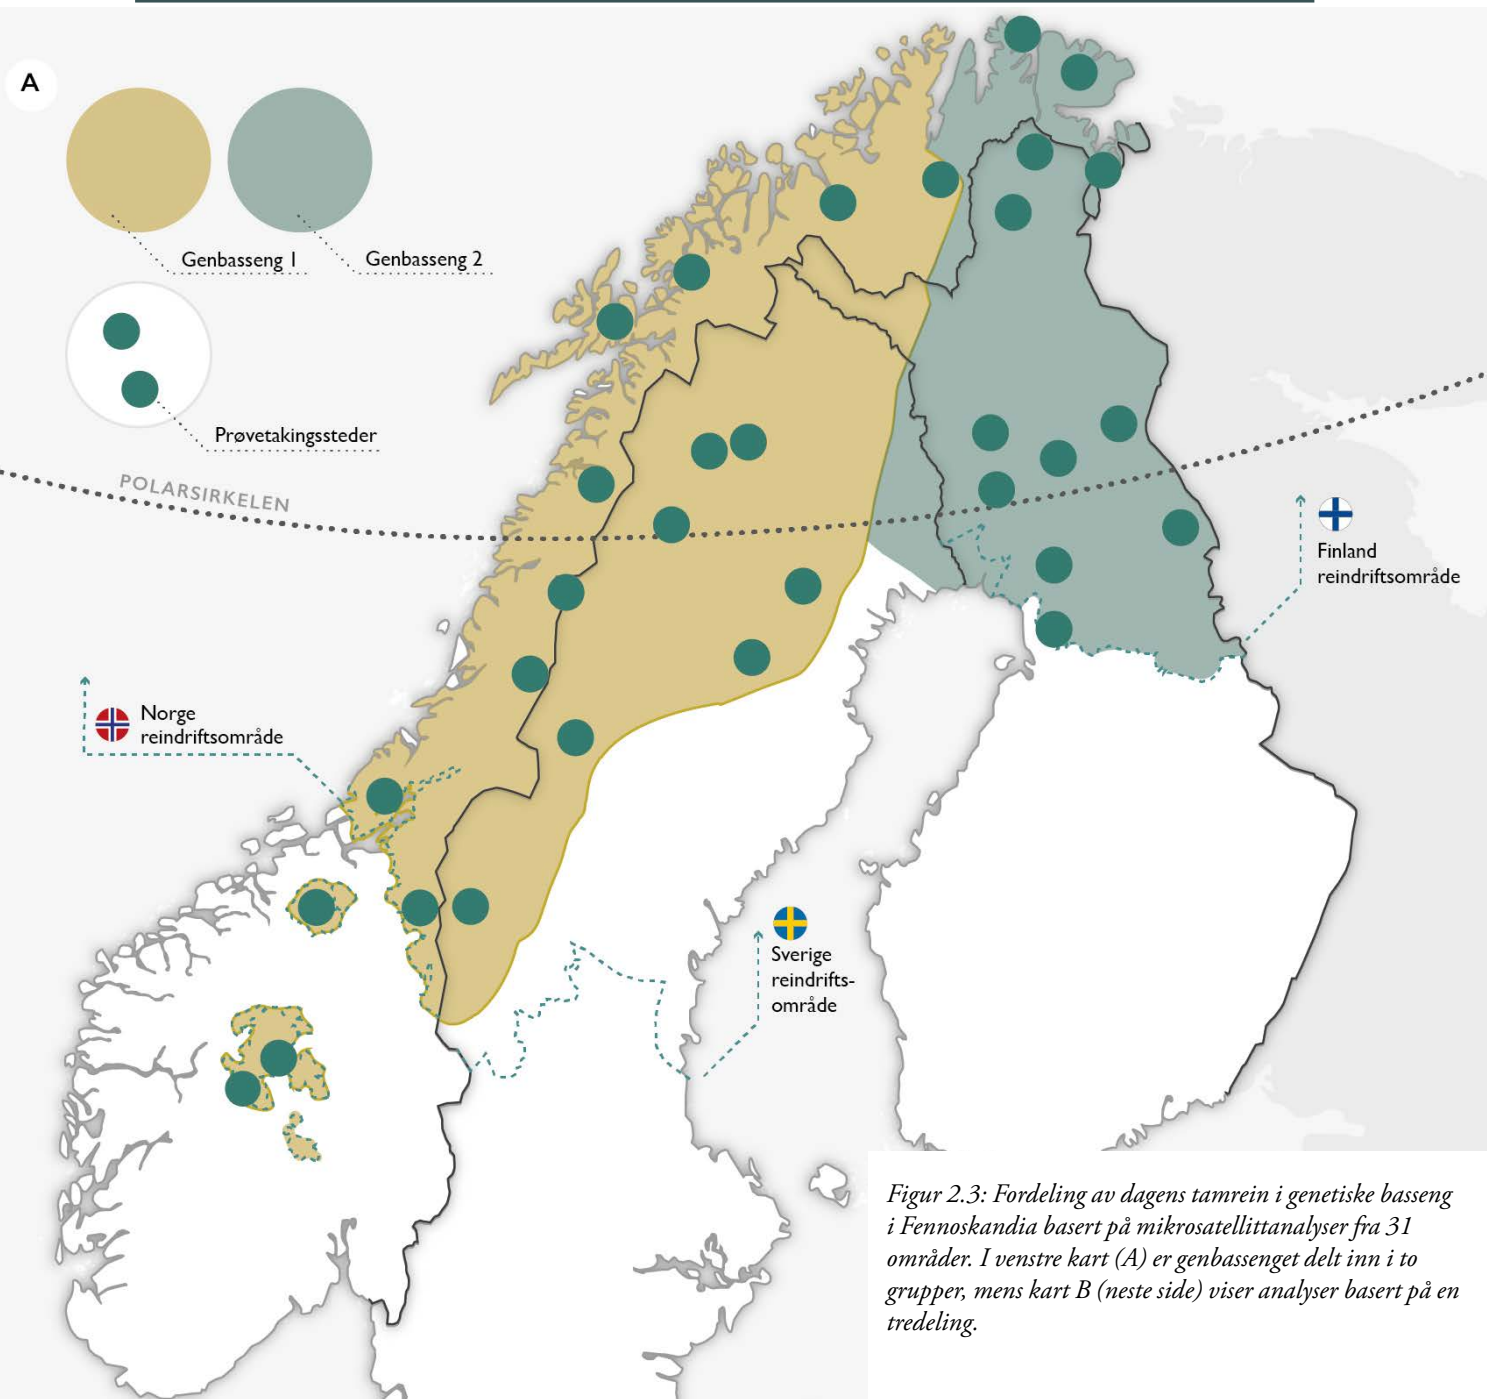 A
Genbasseng 1
Genbasseng 2
Prøvetakingssteder
POLARSIRKELEN
Finland
reindriftsområde
Norge
reindriftsområde
Sverige
reindrifts-
område
Figur 2.3: Fordeling av dagens tamrein i genetiske basseng
i Fennoskandia basert på mikrosatellittanalyser fra 31
områder. I venstre kart (A) er genbassenget delt inn i to
grupper, mens kart B (neste side) viser analyser basert på en
tredeling.